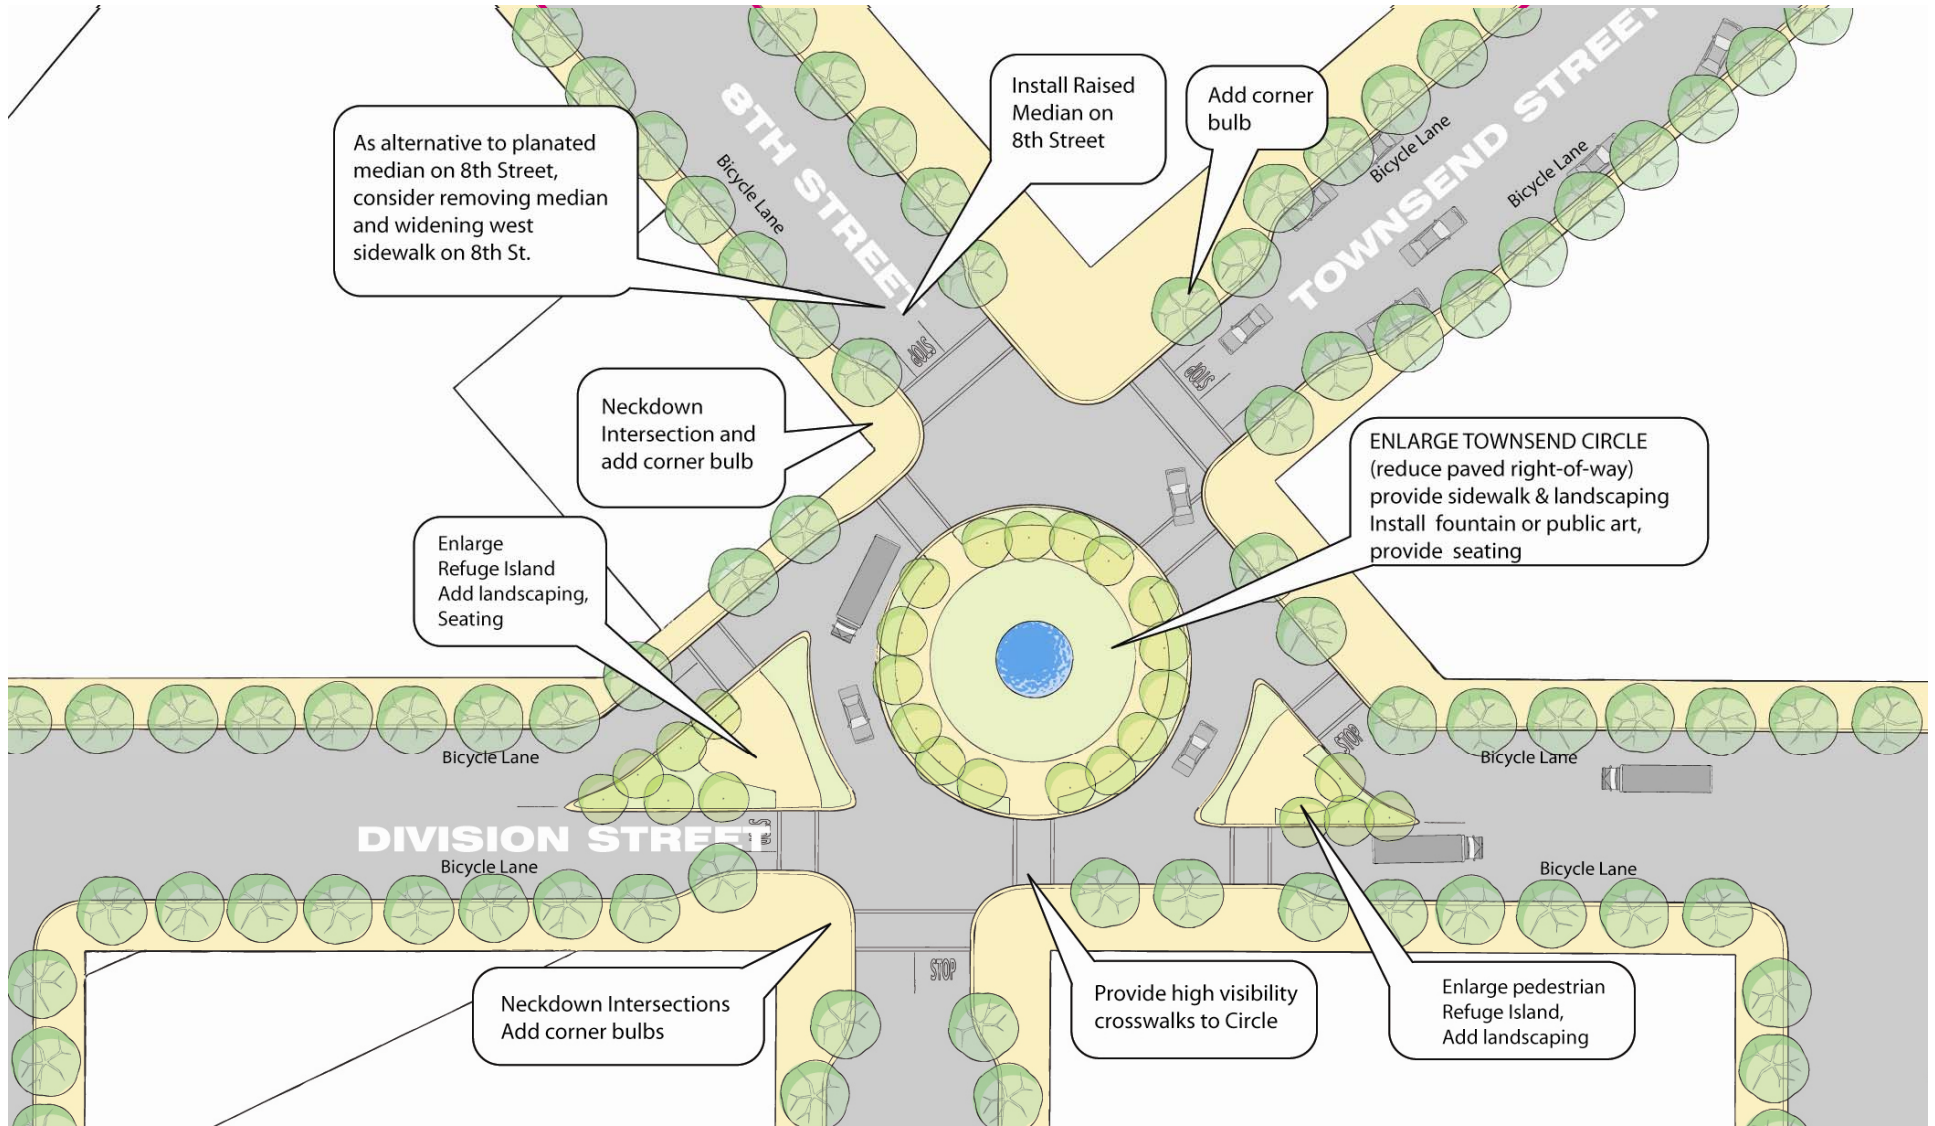 8TH STREET
TOWNSEND STREET
Install Raised
Median on
8th Street
Add corner
bulb
As alternative to planated
median on 8th Street,
consider removing median
and widening west
sidewalk on 8th St.
Bicycle Lane
Bicycle Lane
Bicycle Lane
STOP
STOP
Neckdown
Intersection and
add corner bulb
ENLARGE TOWNSEND CIRCLE
(reduce paved right-of-way)
provide sidewalk & landscaping
Install fountain or public art,
provide seating
Enlarge
Refuge Island
Add landscaping,
Seating
STOP
Bicycle Lane
Bicycle Lane
DIVISION STREET
STOP
Bicycle Lane
Bicycle Lane
STOP
Neckdown Intersections
Add corner bulbs
Provide high visibility
crosswalks to Circle
Enlarge pedestrian
Refuge Island,
Add landscaping